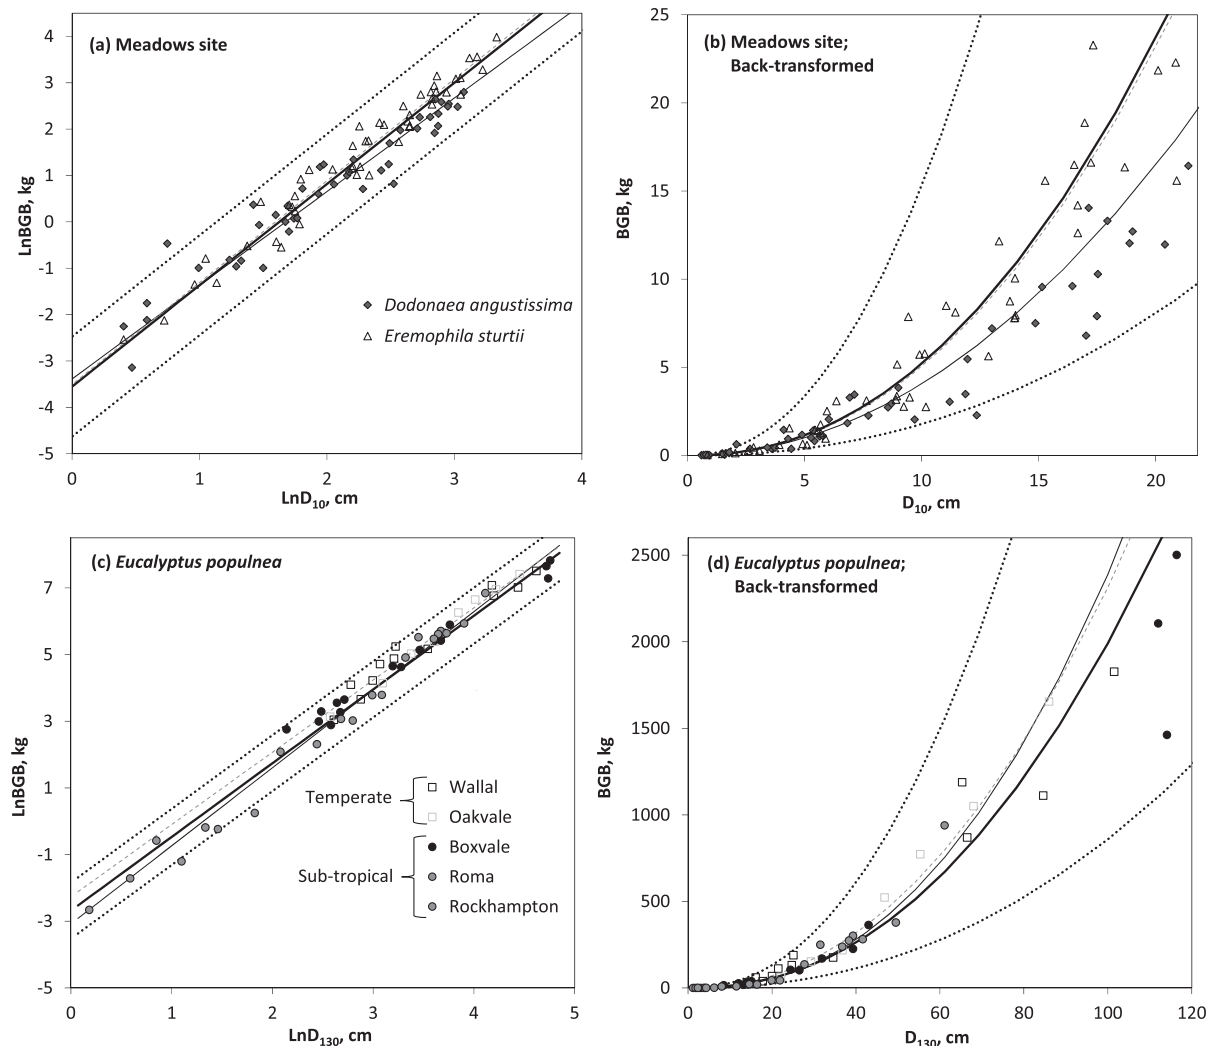 (a) Meadows site
LnBGB, kg
4
3
2
1
0
-1
-2
-3
-4
-5
0 1 2 3 4
LnD10, cm
Dodonaea angustissima
Eremophila sturtii
(b) Meadows site;
Back-transformed
BGB, kg
25
20
15
10
5
0
0 5 10 15 20
D10, cm
(c) Eucalyptus populnea
LnBGB, kg
7
5
3
1
-1
-3
-5
0 1 2 3 4 5
LnD130, cm
Temperate
Wallal
Oakvale
Sub-tropical
Boxvale
Roma
Rockhampton
(d) Eucalyptus populnea;
Back-transformed
BGB, kg
2500
2000
1500
1000
500
0
0 20 40 60 80 100 120
D130, cm